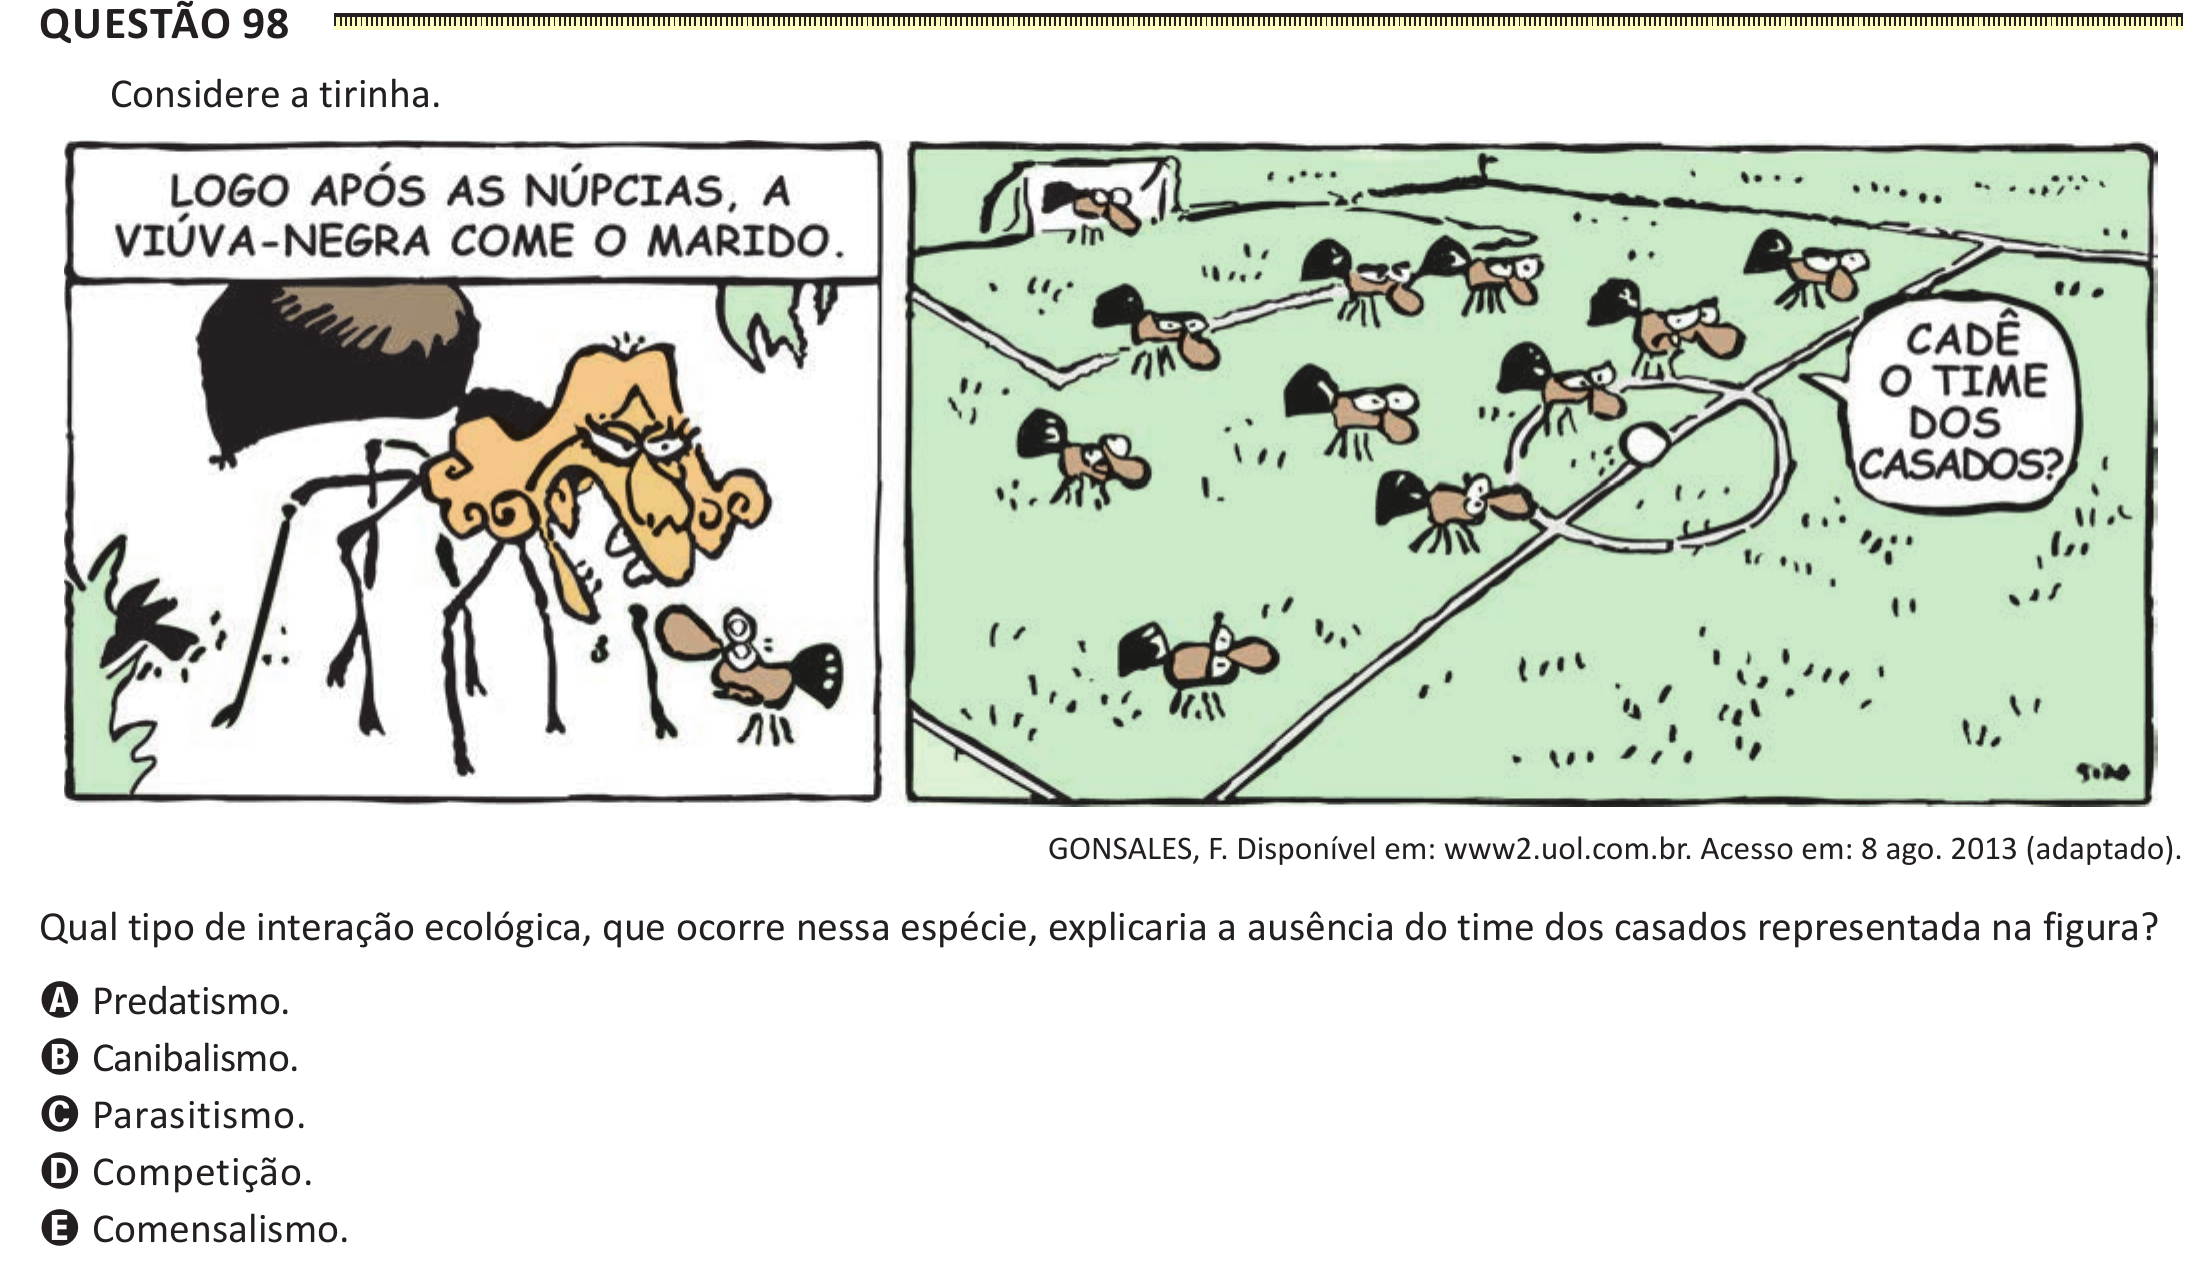 QUESTÃO 98
Considere a tirinha.
LOGO APÓS AS NÚPCIAS, A
VIÚVA-NEGRA COME O MARIDO.
CADÊ
O TIME
DOS
CASADOS?
GONSALES, F. Disponível em: www2.uol.com.br. Acesso em: 8 ago. 2013 (adaptado).
Qual tipo de interação ecológica, que ocorre nessa espécie, explicaria a ausência do time dos casados representada na figura?
A Predatismo.
B Canibalismo.
C Parasitismo.
D Competição.
E Comensalismo.